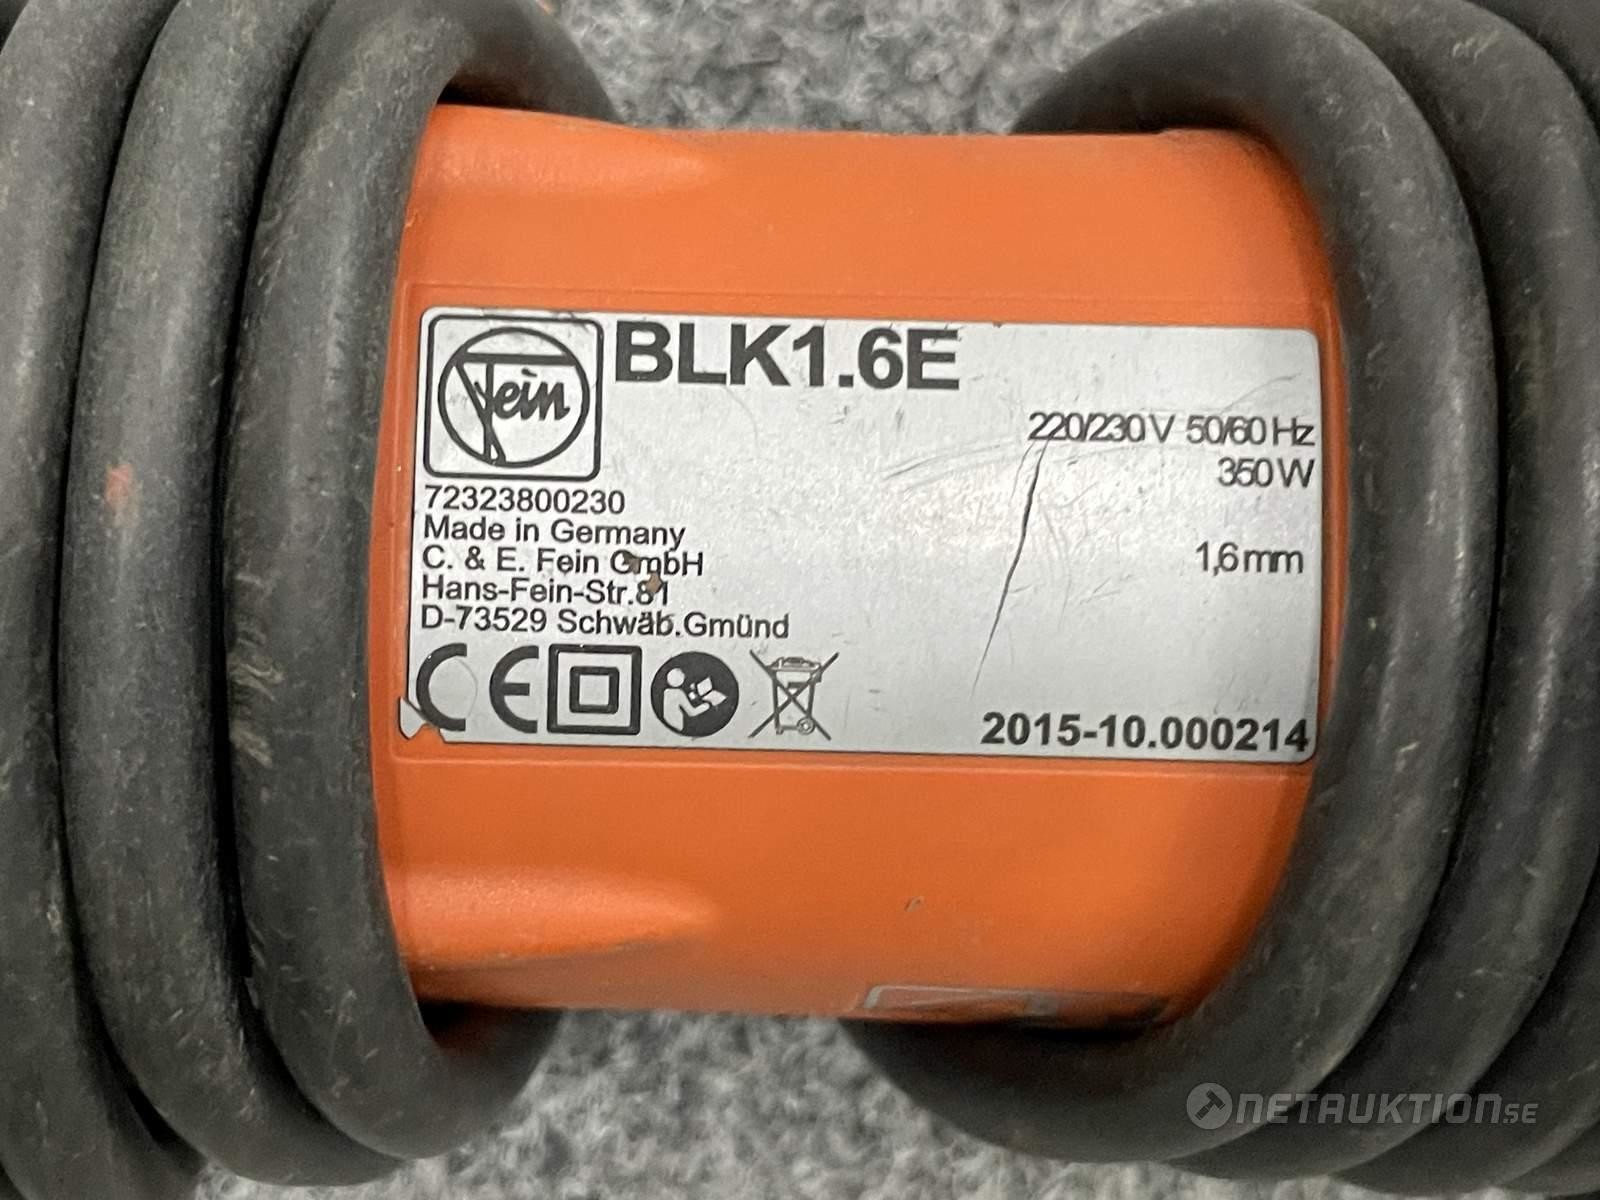 Fein
BLK1.6E
220/230 V 50/60 Hz
350 W
72323800230
Made in Germany
C. & E. Fein GmbH
Hans-Fein-Str.81
D-73529 Schwäb.Gmünd
1,6 mm
CE
2015-10.000214
NETAUKTION.SE